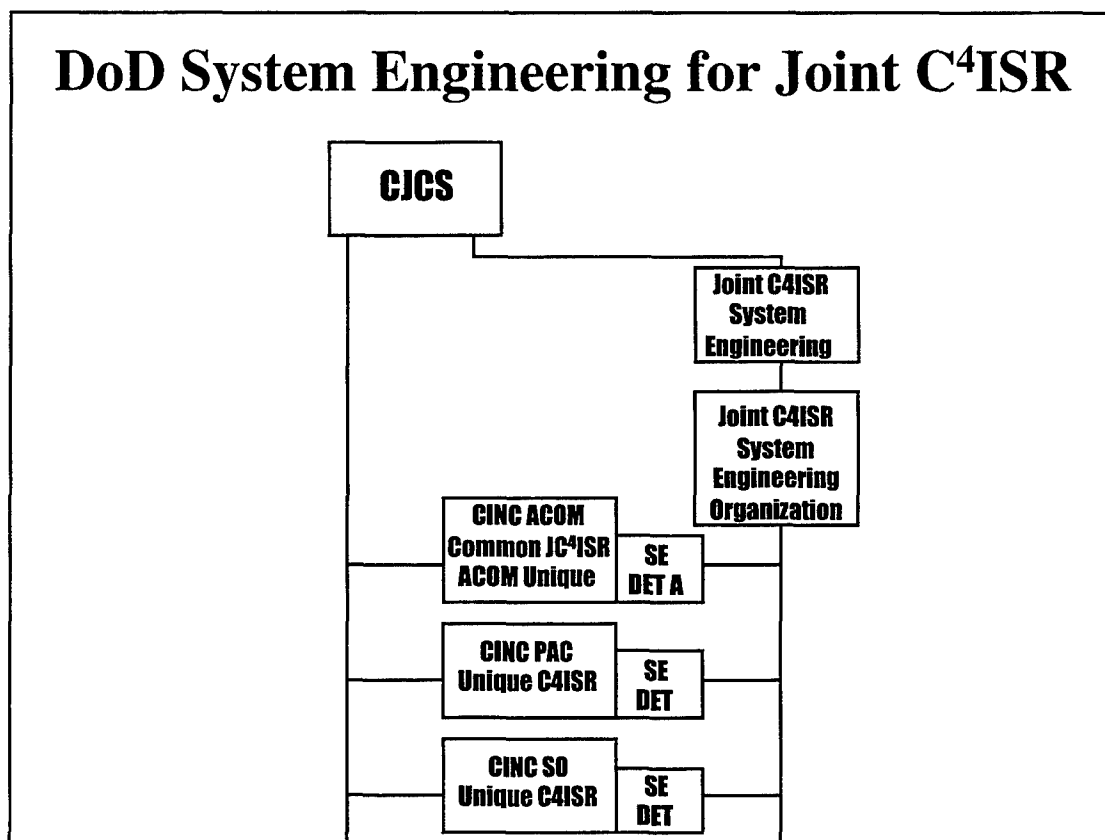 DoD System Engineering for Joint C⁴ISR
CJCS
Joint C4ISR
System
Engineering
Joint C4ISR
System
Engineering
Organization
CINC ACOM
Common JC⁴ISR
ACOM Unique
SE
DET A
CINC PAC
Unique C4ISR
SE
DET
CINC SO
Unique C4ISR
SE
DET